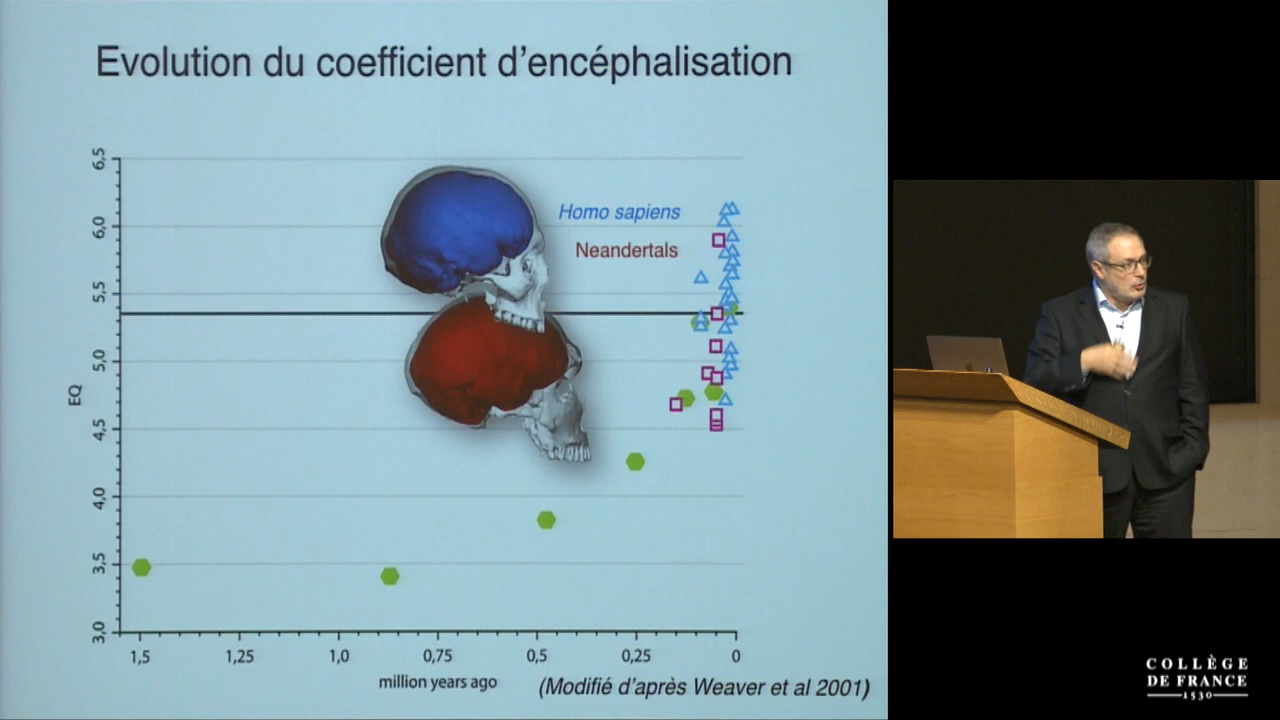 Evolution du coefficient d'encéphalisation
6,5
6,0
5,5
5,0
4,5
4,0
3,5
3,0
EQ
Homo sapiens
Neandertals
1,5 1,25 1,0 0,75 0,5 0,25 0
million years ago
(Modifié d'après Weaver et al 2001)
COLLÈGE
DE FRANCE
1530